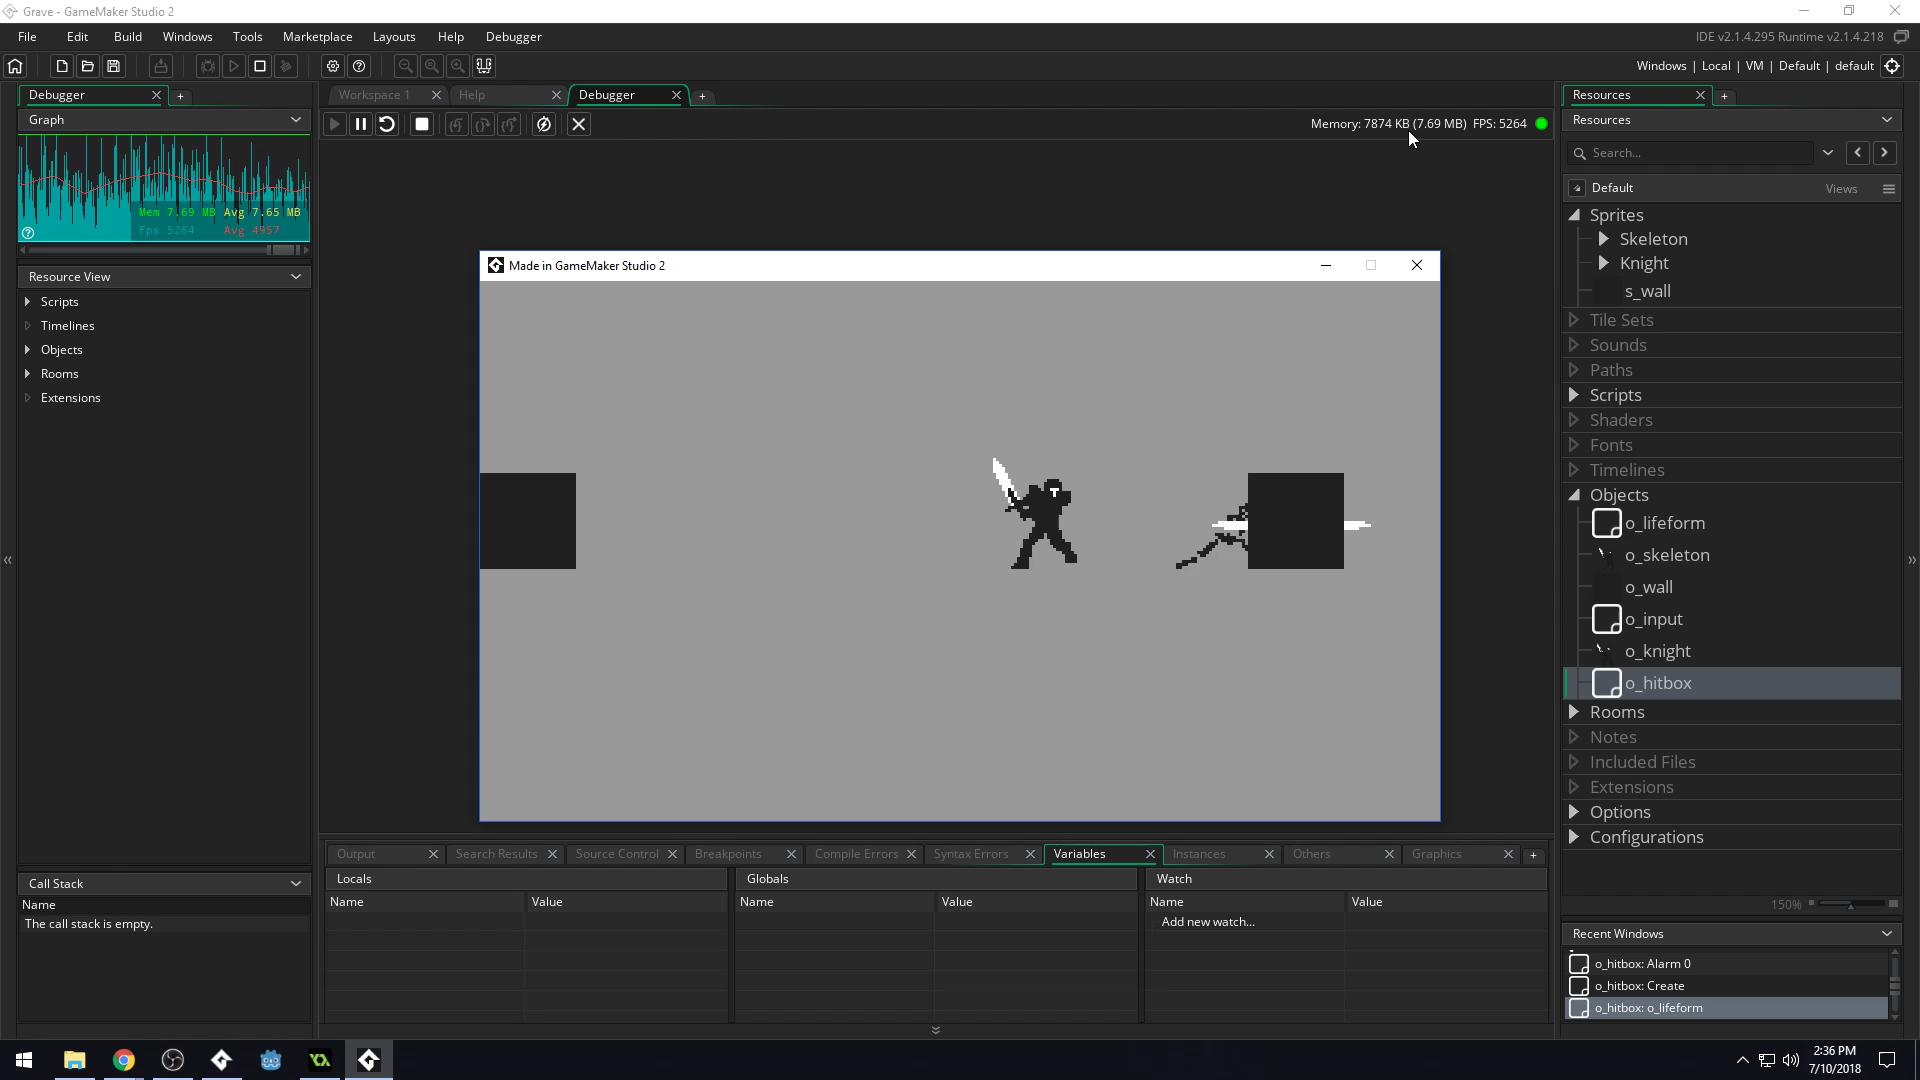 Grave - GameMaker Studio 2
File Edit Build Windows Tools Marketplace Layouts Help Debugger
IDE v2.1.4.295 Runtime v2.1.4.218
Windows | Local | VM | Default | default
Debugger
Workspace 1
Help
Debugger
Resources
Graph
Memory: 7874 KB (7.69 MB) FPS: 5264
Resources
Search...
Mem 7.69 MB Avg 7.65 MB
Fps 5264 Avg 4957
Default
Views
Resource View
Scripts
Timelines
Objects
Rooms
Extensions
Made in GameMaker Studio 2
Sprites
Skeleton
Knight
s_wall
Tile Sets
Sounds
Paths
Scripts
Shaders
Fonts
Timelines
Objects
o_lifeform
o_skeleton
o_wall
o_input
o_knight
o_hitbox
Rooms
Notes
Included Files
Extensions
Options
Configurations
150%
Call Stack
Name
The call stack is empty.
Output
Search Results
Source Control
Breakpoints
Compile Errors
Syntax Errors
Variables
Instances
Others
Graphics
Locals
Name Value
Globals
Name Value
Watch
Name Value
Add new watch...
Recent Windows
o_hitbox: Alarm 0
o_hitbox: Create
o_hitbox: o_lifeform
2:36 PM
7/10/2018